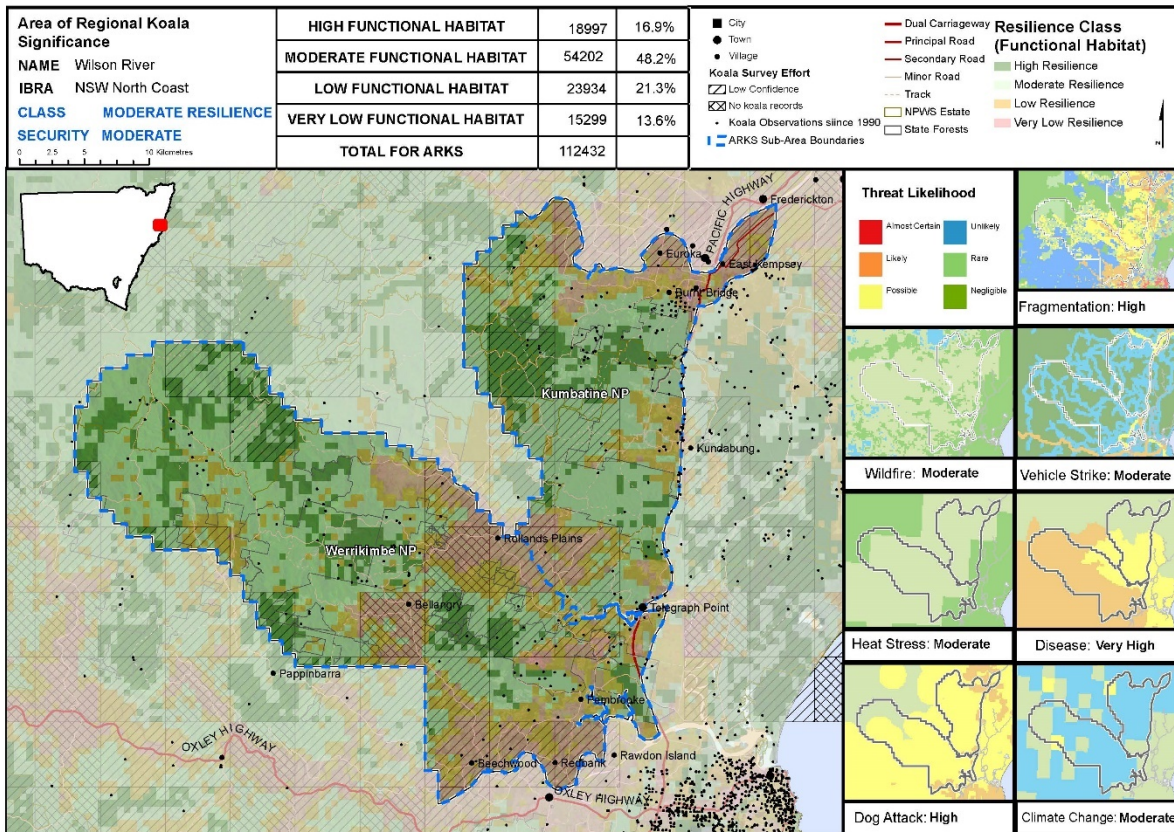 Area of Regional Koala
Significance
NAME Wilson River
IBRA NSW North Coast
CLASS MODERATE RESILIENCE
SECURITY MODERATE
0 2.5 5 10 Kilometres
HIGH FUNCTIONAL HABITAT 18997 16.9%
MODERATE FUNCTIONAL HABITAT 54202 48.2%
LOW FUNCTIONAL HABITAT 23934 21.3%
VERY LOW FUNCTIONAL HABITAT 15299 13.6%
TOTAL FOR ARKS 112432
City
Town
Village
Koala Survey Effort
Low Confidence
No koala records
Koala Observations siince 1990
ARKS Sub-Area Boundaries
Dual Carriageway
Principal Road
Secondary Road
Minor Road
Track
NPWS Estate
State Forests
Resilience Class
(Functional Habitat)
High Resilience
Moderate Resilience
Low Resilience
Very Low Resilience
N
PACIFIC HIGHWAY
Frederickton
Euroka
East Kempsey
Burnt Bridge
Kumbatine NP
Kundabung
Rollands Plains
Werrikimbe NP
Bellangry
Telegraph Point
Pappinbarra
Pembrooke
OXLEY HIGHWAY
Rawdon Island
Beechwood
Redbank
OXLEY HIGHWAY
Threat Likelihood
Almost Certain
Unlikely
Likely
Rare
Possible
Negligible
Fragmentation: High
Wildfire: Moderate
Vehicle Strike: Moderate
Heat Stress: Moderate
Disease: Very High
Dog Attack: High
Climate Change: Moderate